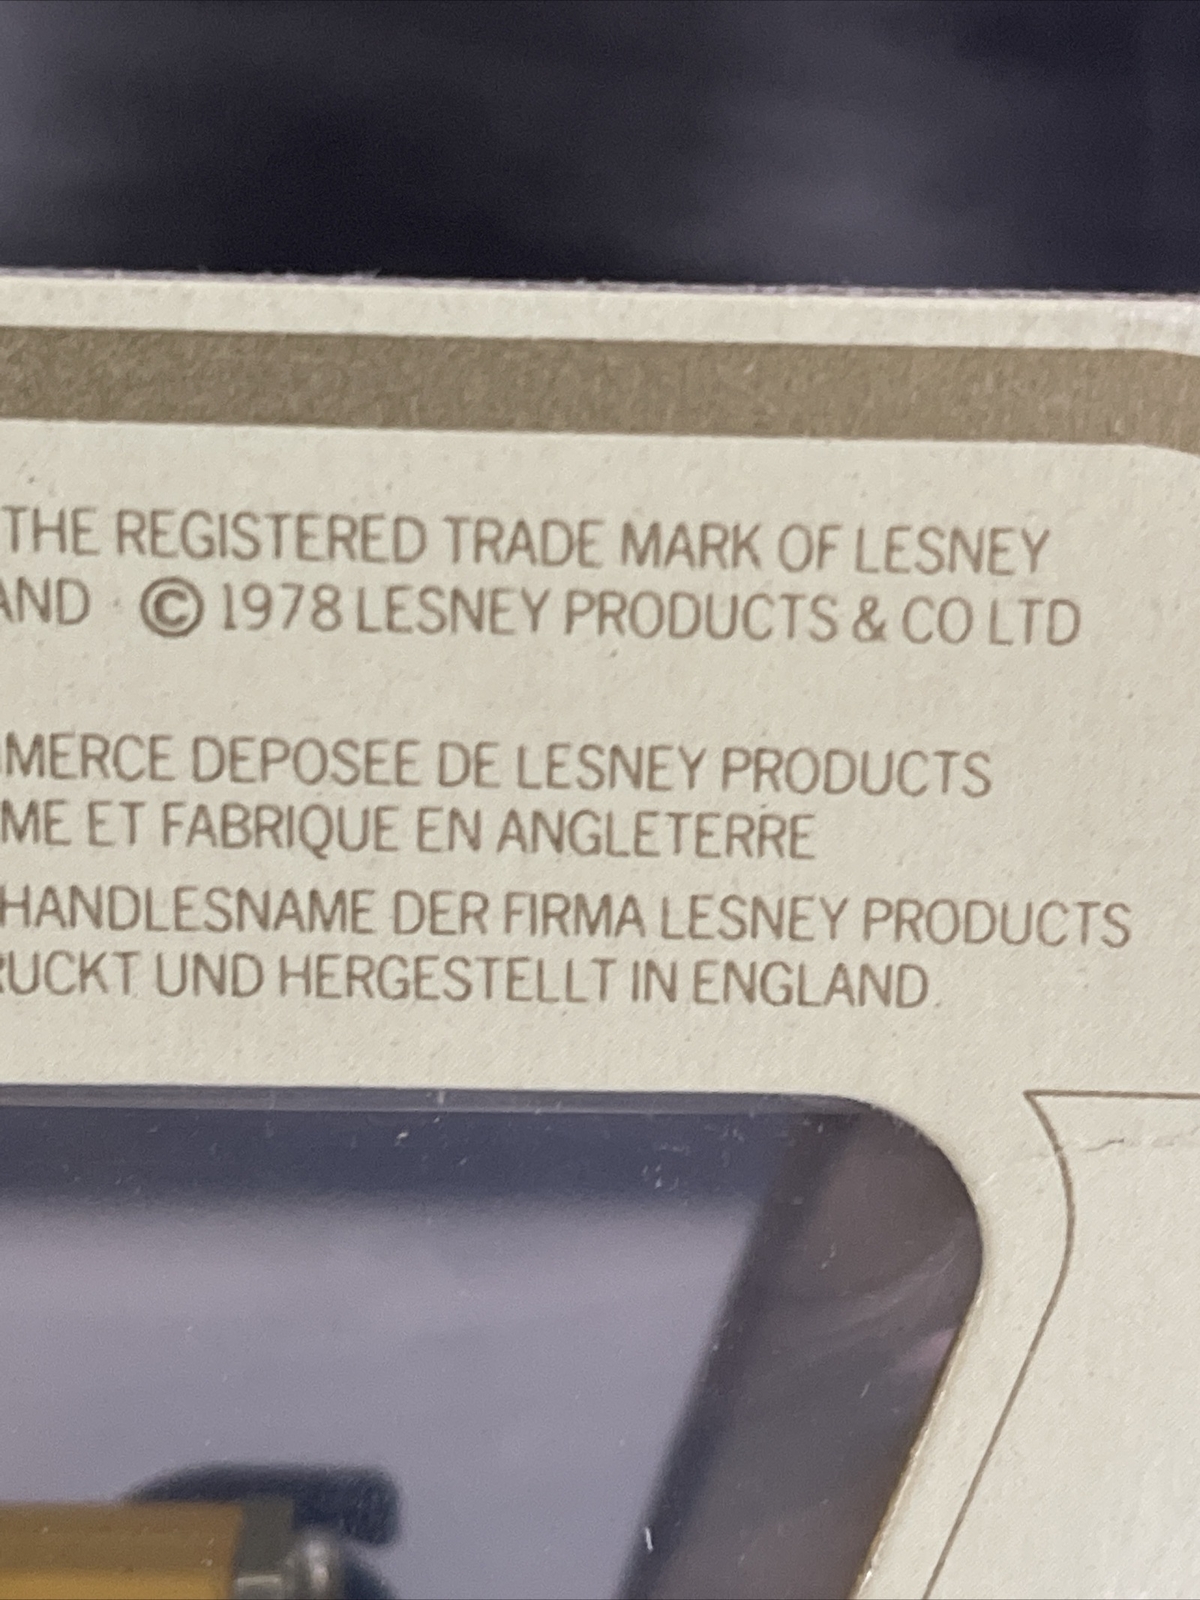 THE REGISTERED TRADE MARK OF LESNEY
AND © 1978 LESNEY PRODUCTS & CO LTD
MERCE DEPOSEE DE LESNEY PRODUCTS
ME ET FABRIQUE EN ANGLETERRE
HANDLESNAME DER FIRMA LESNEY PRODUCTS
RUCKT UND HERGESTELLT IN ENGLAND.